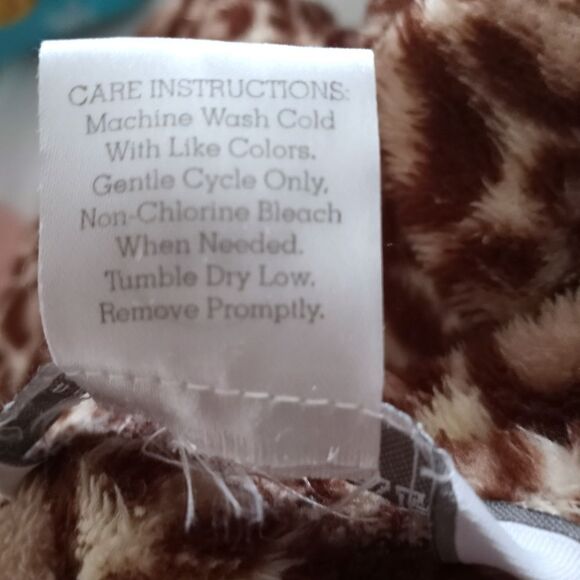 CARE INSTRUCTIONS:
Machine Wash Cold
With Like Colors.
Gentle Cycle Only,
Non-Chlorine Bleach
When Needed.
Tumble Dry Low.
Remove Promptly.